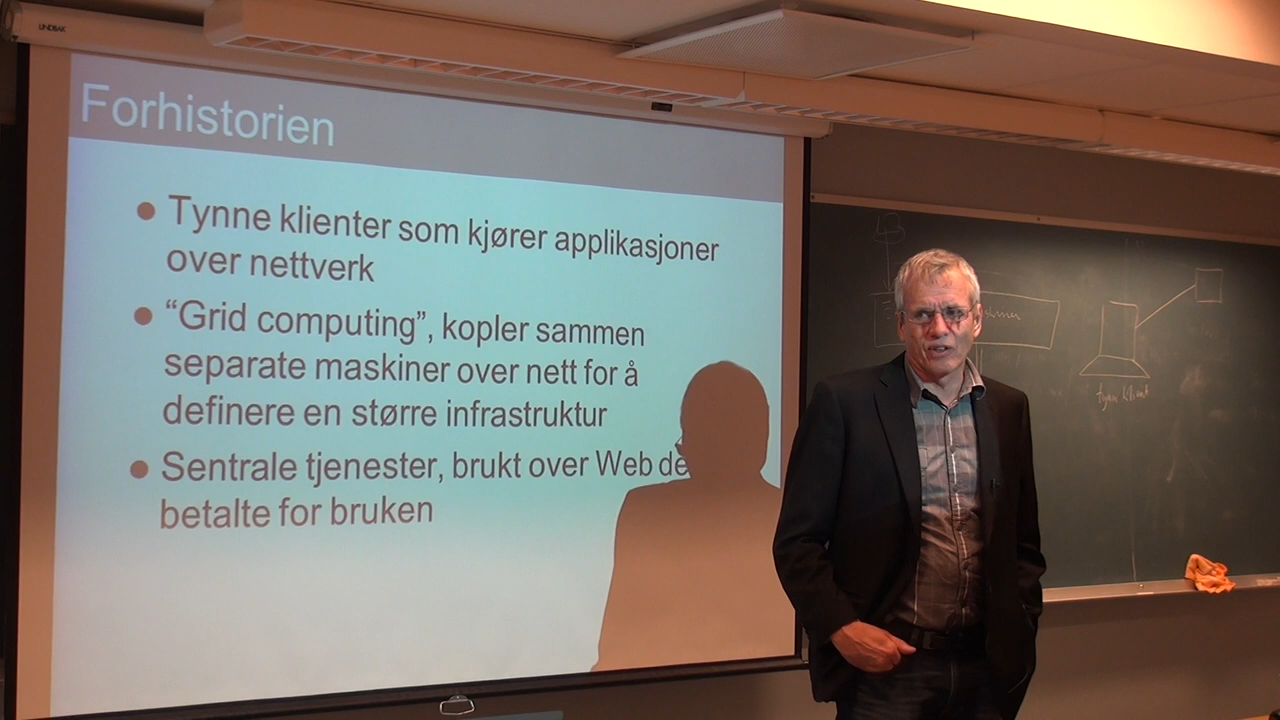 LINDBAK
Forhistorien
Tynne klienter som kjører applikasjoner
over nettverk
“Grid computing”, kopler sammen
separate maskiner over nett for å
definere en større infrastruktur
Sentrale tjenester, brukt over Web de
betalte for bruken
tynn klient